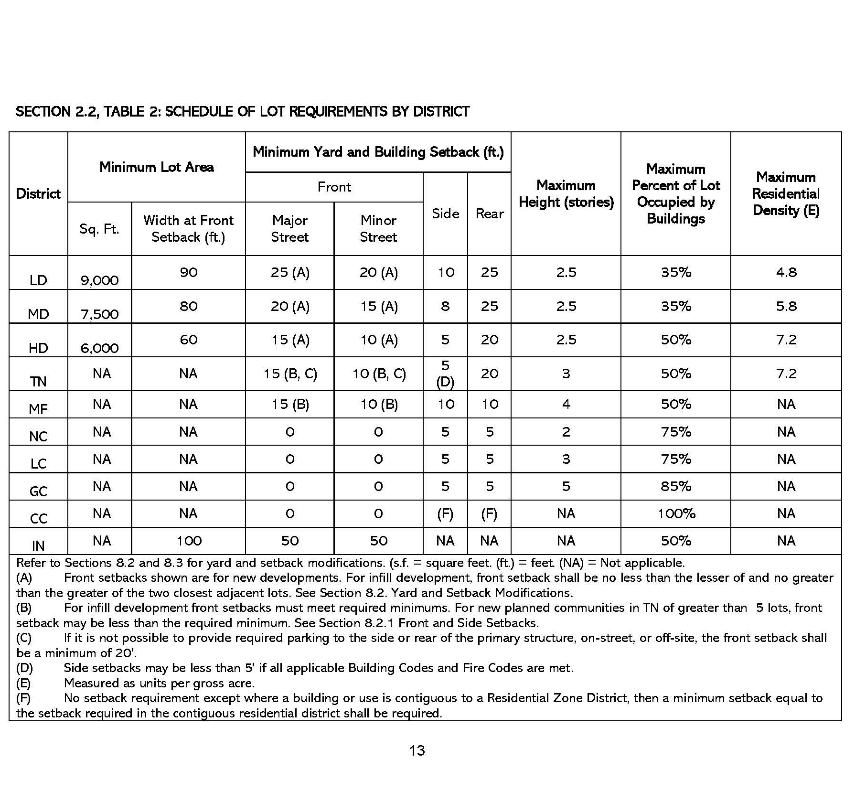 SECTION 2.2, TABLE 2: SCHEDULE OF LOT REQUIREMENTS BY DISTRICT
District
Minimum Lot Area
Minimum Yard and Building Setback (ft.)
Maximum Height (stories)
Maximum Percent of Lot Occupied by Buildings
Maximum Residential Density (E)
Front
Side
Rear
Sq. Ft.
Width at Front Setback (ft.)
Major Street
Minor Street
LD 9,000 90 25 (A) 20 (A) 10 25 2.5 35% 4.8
MD 7,500 80 20 (A) 15 (A) 8 25 2.5 35% 5.8
HD 6,000 60 15 (A) 10 (A) 5 20 2.5 50% 7.2
TN NA NA 15 (B, C) 10 (B, C) 5 (D) 20 3 50% 7.2
MF NA NA 15 (B) 10 (B) 10 10 4 50% NA
NC NA NA 0 0 5 5 2 75% NA
LC NA NA 0 0 5 5 3 75% NA
GC NA NA 0 0 5 5 5 85% NA
CC NA NA 0 0 (F) (F) NA 100% NA
IN NA 100 50 50 NA NA NA 50% NA
Refer to Sections 8.2 and 8.3 for yard and setback modifications. (s.f. = square feet. (ft.) = feet. (NA) = Not applicable.
(A) Front setbacks shown are for new developments. For infill development, front setback shall be no less than the lesser of and no greater
than the greater of the two closest adjacent lots. See Section 8.2. Yard and Setback Modifications.
(B) For infill development front setbacks must meet required minimums. For new planned communities in TN of greater than 5 lots, front
setback may be less than the required minimum. See Section 8.2.1 Front and Side Setbacks.
(C) If it is not possible to provide required parking to the side or rear of the primary structure, on-street, or off-site, the front setback shall
be a minimum of 20'.
(D) Side setbacks may be less than 5' if all applicable Building Codes and Fire Codes are met.
(E) Measured as units per gross acre.
(F) No setback requirement except where a building or use is contiguous to a Residential Zone District, then a minimum setback equal to
the setback required in the contiguous residential district shall be required.
13